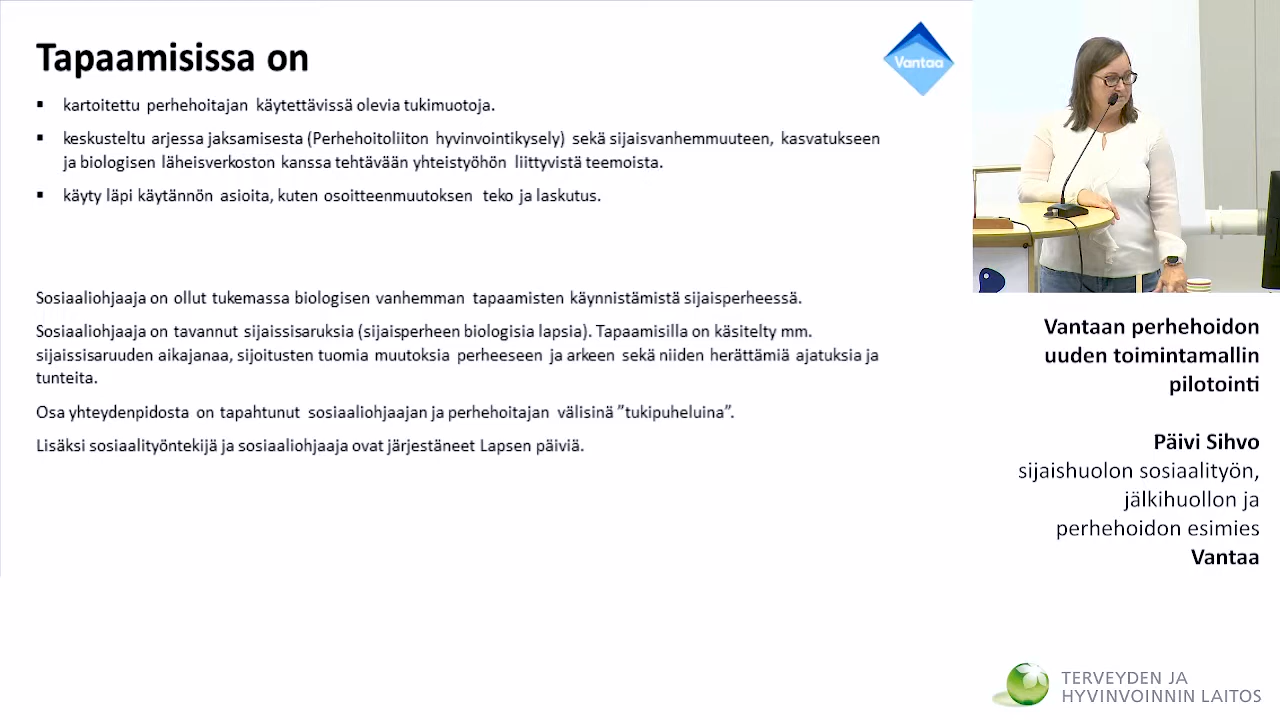 Tapaamisissa on
Vantaa
▪ kartoitettu perhehoitajan käytettävissä olevia tukimuotoja.
▪ keskusteltu arjessa jaksamisesta (Perhehoitoliiton hyvinvointikysely) sekä sijaisvanhemmuuteen, kasvatukseen
ja biologisen läheisverkoston kanssa tehtävään yhteistyöhön liittyvistä teemoista.
▪ käyty läpi käytännön asioita, kuten osoitteenmuutoksen teko ja laskutus.
Sosiaaliohjaaja on ollut tukemassa biologisen vanhemman tapaamisten käynnistämistä sijaisperheessä.
Sosiaaliohjaaja on tavannut sijaissisaruksia (sijaisperheen biologisia lapsia). Tapaamisilla on käsitelty mm.
sijaissisaruuden aikajanaa, sijoitusten tuomia muutoksia perheeseen ja arkeen sekä niiden herättämiä ajatuksia ja
tunteita.
Osa yhteydenpidosta on tapahtunut sosiaaliohjaajan ja perhehoitajan välisinä ”tukipuheluina”.
Lisäksi sosiaalityöntekijä ja sosiaaliohjaaja ovat järjestäneet Lapsen päiviä.
Vantaan perhehoidon
uuden toimintamallin
pilotointi
Päivi Sihvo
sijaishuolon sosiaalityön,
jälkihuollon ja
perhehoidon esimies
Vantaa
TERVEYDEN JA
HYVINVOINNIN LAITOS